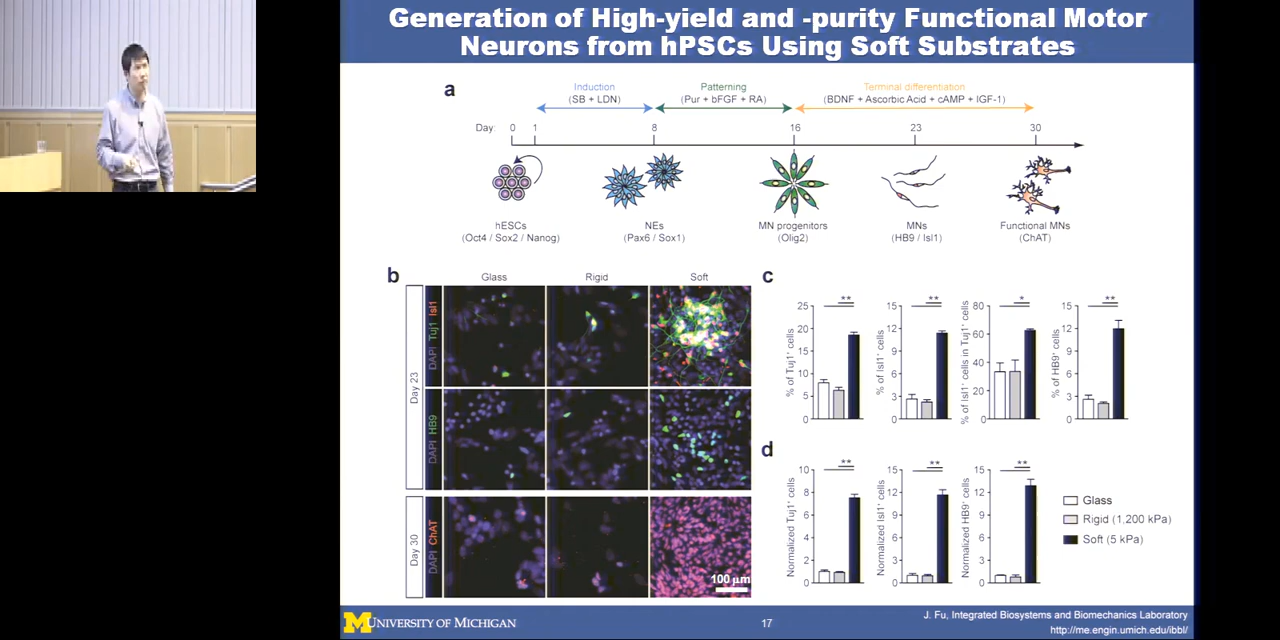 Generation of High-yield and -purity Functional Motor
Neurons from hPSCs Using Soft Substrates
a
Induction
(SB + LDN)
Patterning
(Pur + bFGF + RA)
Terminal differentiation
(BDNF + Ascorbic Acid + cAMP + IGF-1)
Day: 0 1 8 16 23 30
hESCs
(Oct4 / Sox2 / Nanog)
NEs
(Pax6 / Sox1)
MN progenitors
(Olig2)
MNs
(HB9 / Isl1)
Functional MNs
(ChAT)
b
Glass Rigid Soft
Day 23
DAPI Tuj1 Isl1
DAPI HB9
Day 30
DAPI ChAT
100 μm
c
% of Tuj1+ cells
25
20
15
10
5
0
**
% of Isl1+ cells
15
12
9
6
3
0
**
% of Isl1+ cells in Tuj1+ cells
80
60
40
20
0
*
% of HB9+ cells
15
12
9
6
3
0
**
d
Normalized Tuj1+ cells
10
8
6
4
2
0
**
Normalized Isl1+ cells
15
12
9
6
3
0
**
Normalized HB9+ cells
15
12
9
6
3
0
**
Glass
Rigid (1,200 kPa)
Soft (5 kPa)
M UNIVERSITY OF MICHIGAN
17
J. Fu, Integrated Biosystems and Biomechanics Laboratory
http://me.engin.umich.edu/ibbl/